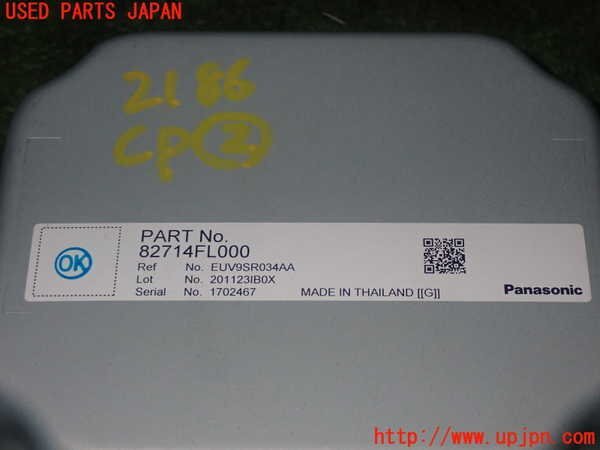 USED PARTS JAPAN
2186
CP②
OK
PART No.
82714FL000
Ref No. EUV9SR034AA
Lot No. 201123IB0X
Serial No. 1702467
MADE IN THAILAND [[G]]
Panasonic
http://www.upjpn.com/